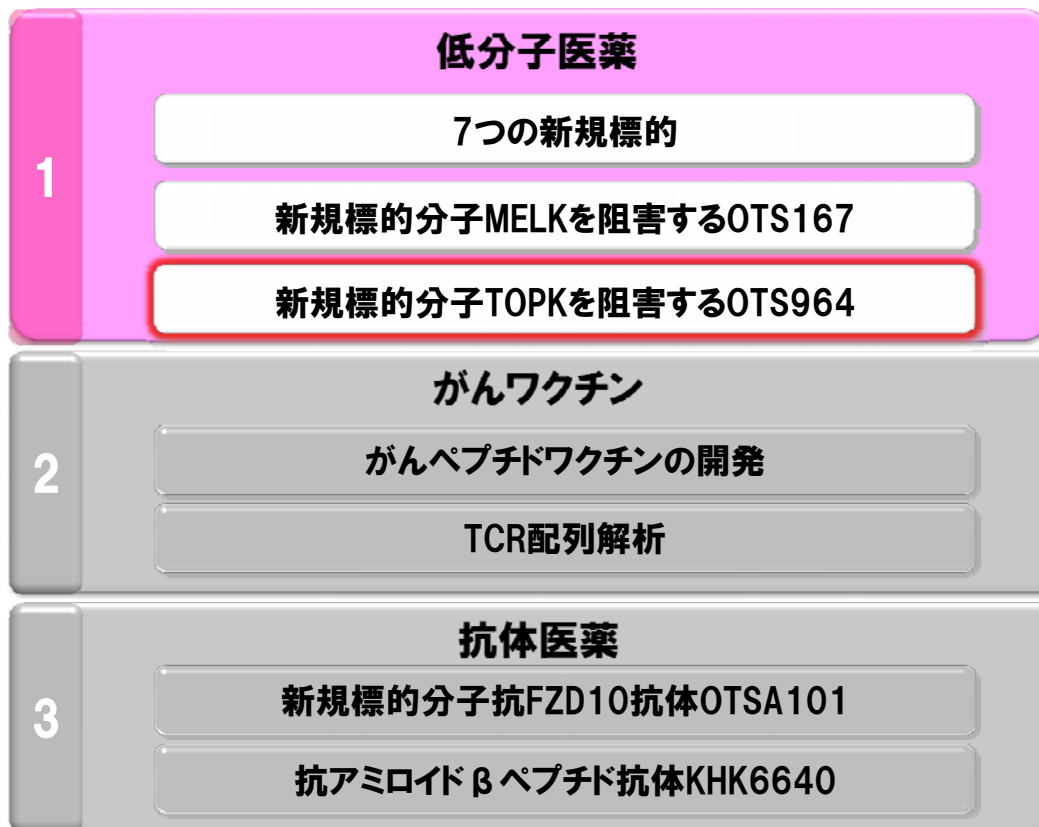 1
低分子医薬
7つの新規標的
新規標的分子MELKを阻害するOTS167
新規標的分子TOPKを阻害するOTS964
2
がんワクチン
がんペプチドワクチンの開発
TCR配列解析
3
抗体医薬
新規標的分子抗FZD10抗体OTSA101
抗アミロイドβペプチド抗体KHK6640